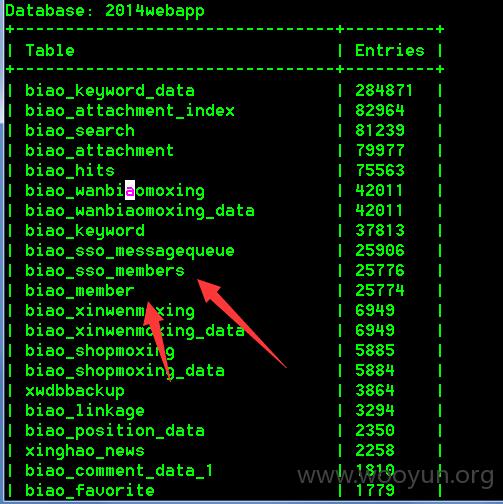 Database: 2014webapp
| Table | Entries |
| biao_keyword_data | 284871 |
| biao_attachment_index | 82964 |
| biao_search | 81239 |
| biao_attachment | 79977 |
| biao_hits | 75563 |
| biao_wanbiaomoxing | 42011 |
| biao_wanbiaomoxing_data | 42011 |
| biao_keyword | 37813 |
| biao_sso_messagequeue | 25906 |
| biao_sso_members | 25776 |
| biao_member | 25774 |
| biao_xinwenmoxing | 6949 |
| biao_xinwenmoxing_data | 6949 |
| biao_shopmoxing | 5885 |
| biao_shopmoxing_data | 5884 |
| xwdbbackup | 3864 |
| biao_linkage | 3294 |
| biao_position_data | 2350 |
| xinghao_news | 2258 |
| biao_comment_data_1 | 1810 |
| biao_favorite | 1779 |
www.wooyun.org